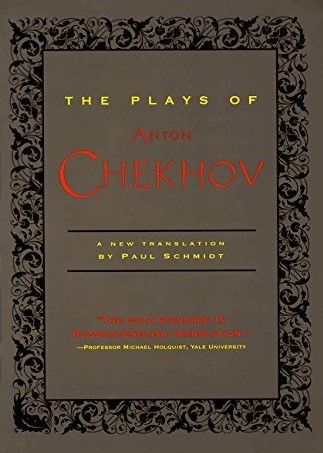 THE PLAYS OF
ANTON
CHEKHOV
A NEW TRANSLATION
BY PAUL SCHMIDT
"THE GOLD STANDARD IN
RUSSIAN-ENGLISH TRANSLATION."
—PROFESSOR MICHAEL HOLQUIST, YALE UNIVERSITY